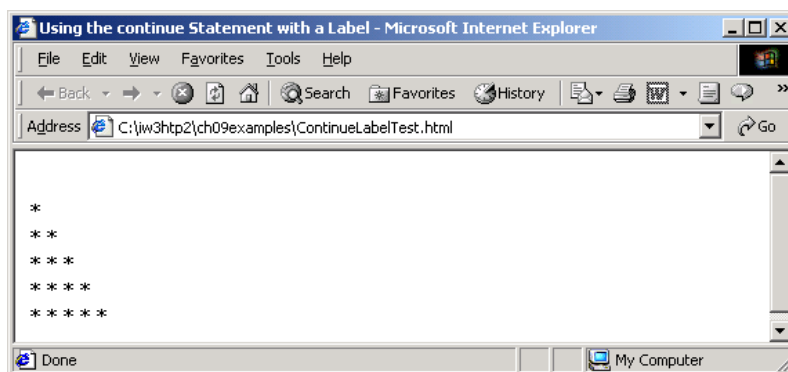 Using the continue Statement with a Label - Microsoft Internet Explorer
File Edit View Favorites Tools Help
Back Search Favorites History »
Address C:\iw3htp2\ch09examples\ContinueLabelTest.html Go
*
* *
* * *
* * * *
* * * * *
Done My Computer